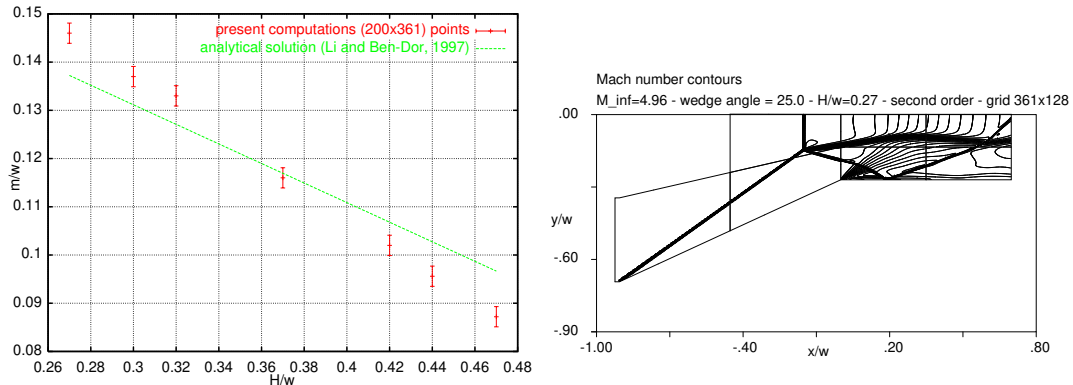 present computations (200x361) points
analytical solution (Li and Ben-Dor, 1997)
0.15
0.14
0.13
0.12
0.11
0.1
0.09
0.08
m/w
0.26 0.28 0.3 0.32 0.34 0.36 0.38 0.4 0.42 0.44 0.46 0.48
H/w
Mach number contours
M_inf=4.96 - wedge angle = 25.0 - H/w=0.27 - second order - grid 361x128
.00
-.30
y/w
-.60
-.90
-1.00 -.40 .20 .80
x/w